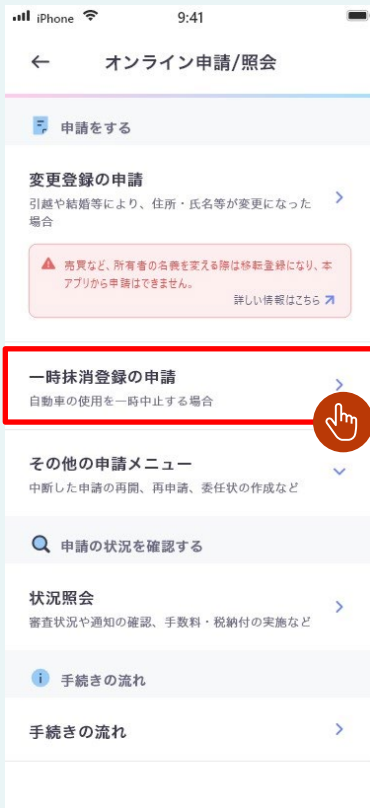 iPhone
9:41
オンライン申請/照会
申請をする
変更登録の申請
引越や結婚等により、住所・氏名等が変更になった
場合
売買など、所有者の名義を変える際は移転登録になり、本
アプリから申請はできません。
詳しい情報はこちら
一時抹消登録の申請
自動車の使用を一時中止する場合
その他の申請メニュー
中断した申請の再開、再申請、委任状の作成など
申請の状況を確認する
状況照会
審査状況や通知の確認、手数料・税納付の実施など
手続きの流れ
手続きの流れ